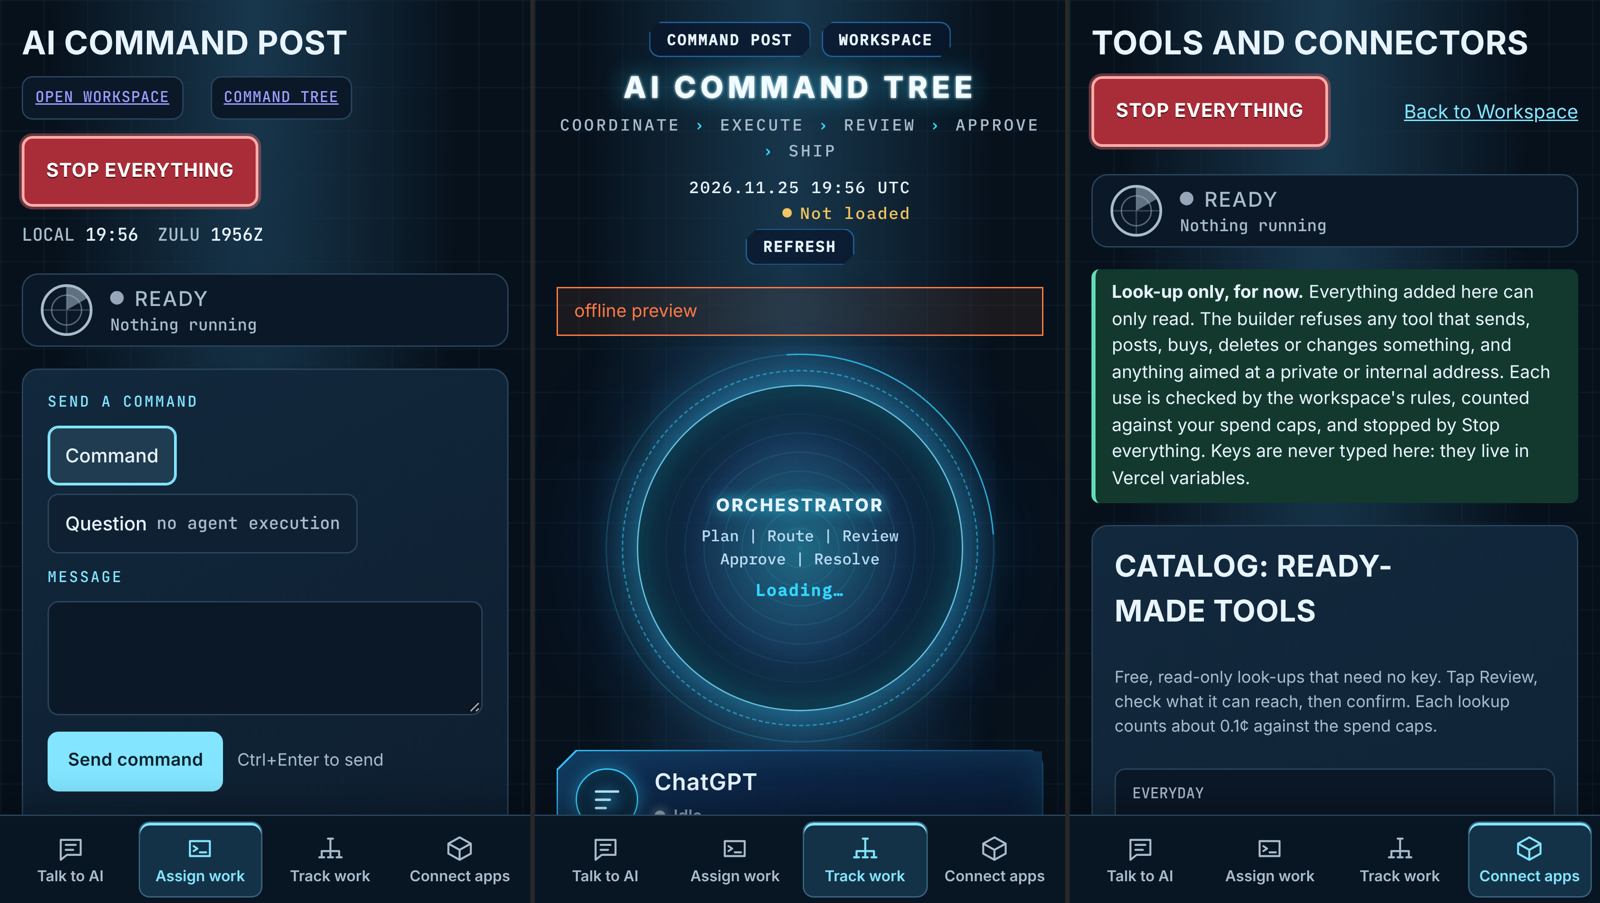 AI COMMAND POST
OPEN WORKSPACE
COMMAND TREE
STOP EVERYTHING
LOCAL 19:56 ZULU 1956Z
READY
Nothing running
SEND A COMMAND
Command
Question no agent execution
MESSAGE
Send command
Ctrl+Enter to send
Talk to AI
Assign work
Track work
Connect apps
COMMAND POST
WORKSPACE
AI COMMAND TREE
COORDINATE › EXECUTE › REVIEW › APPROVE
› SHIP
2026.11.25 19:56 UTC
Not loaded
REFRESH
offline preview
ORCHESTRATOR
Plan | Route | Review
Approve | Resolve
Loading…
ChatGPT
Idle
Talk to AI
Assign work
Track work
Connect apps
TOOLS AND CONNECTORS
STOP EVERYTHING
Back to Workspace
READY
Nothing running
Look-up only, for now. Everything added here can
only read. The builder refuses any tool that sends,
posts, buys, deletes or changes something, and
anything aimed at a private or internal address. Each
use is checked by the workspace's rules, counted
against your spend caps, and stopped by Stop
everything. Keys are never typed here: they live in
Vercel variables.
CATALOG: READY-
MADE TOOLS
Free, read-only look-ups that need no key. Tap Review,
check what it can reach, then confirm. Each lookup
counts about 0.1¢ against the spend caps.
EVERYDAY
Talk to AI
Assign work
Track work
Connect apps